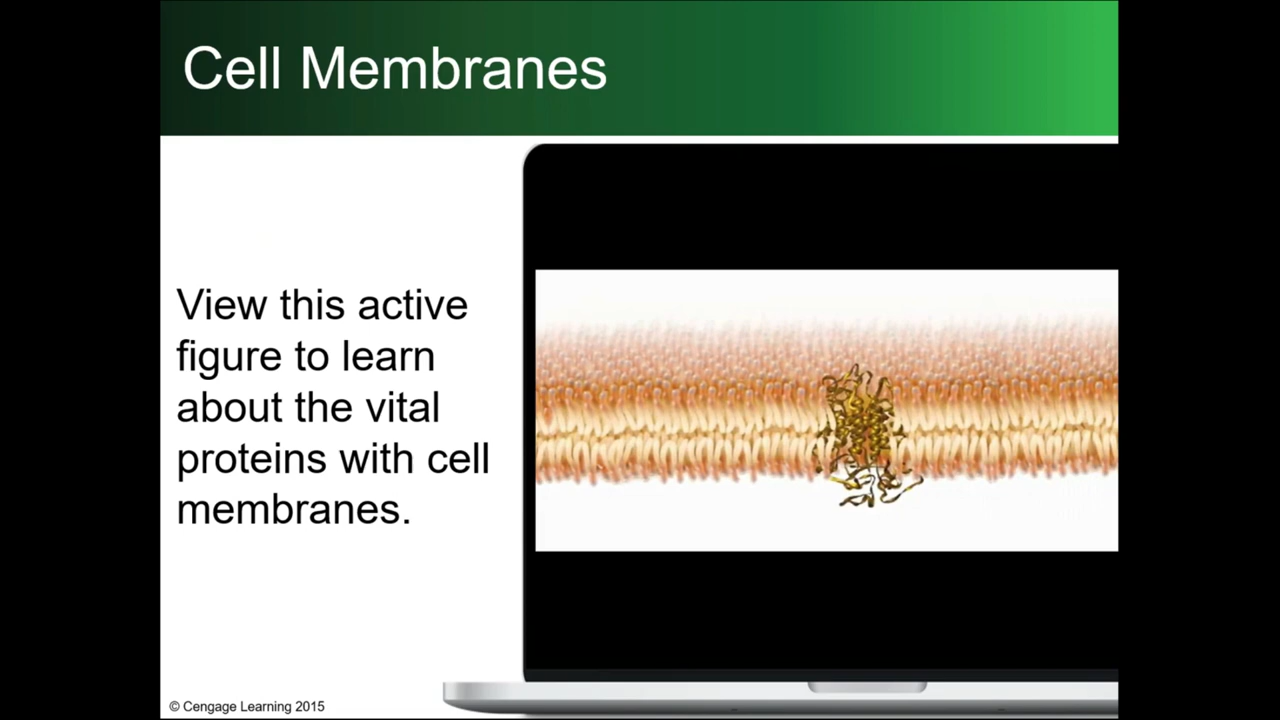 Cell Membranes
View this active
figure to learn
about the vital
proteins with cell
membranes.
© Cengage Learning 2015